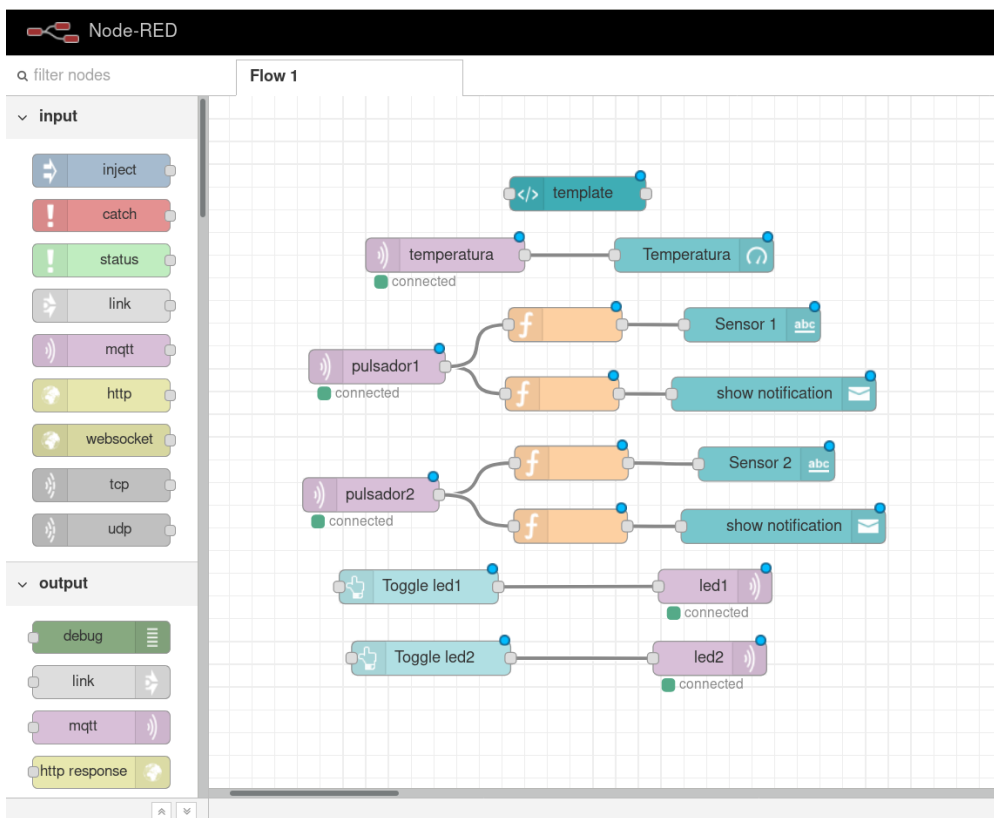 Node-RED
filter nodes
Flow 1
input
inject
catch
status
link
mqtt
http
websocket
tcp
udp
output
debug
link
mqtt
http response
</> template
temperatura
connected
Temperatura
pulsador1
connected
f
Sensor 1 abc
f
show notification
pulsador2
connected
f
Sensor 2 abc
f
show notification
Toggle led1
led1
connected
Toggle led2
led2
connected